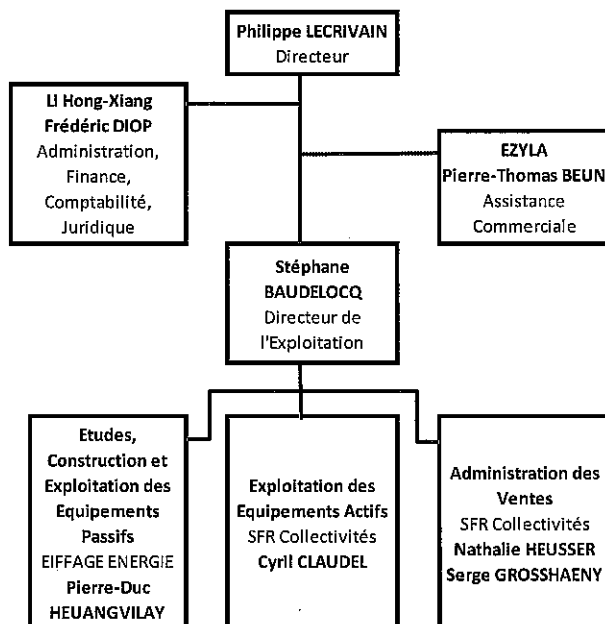 Philippe LECRIVAIN
Directeur
LI Hong-Xiang
Frédéric DIOP
Administration,
Finance,
Comptabilité,
Juridique
EZYLA
Pierre-Thomas BEUN
Assistance
Commerciale
Stéphane
BAUDELOCQ
Directeur de
l'Exploitation
Etudes,
Construction et
Exploitation des
Equipements
Passifs
EIFFAGE ENERGIE
Pierre-Duc
HEUANGVILAY
Exploitation des
Equipements Actifs
SFR Collectivités
Cyril CLAUDEL
Administration des
Ventes
SFR Collectivités
Nathalie HEUSSER
Serge GROSSHAENY